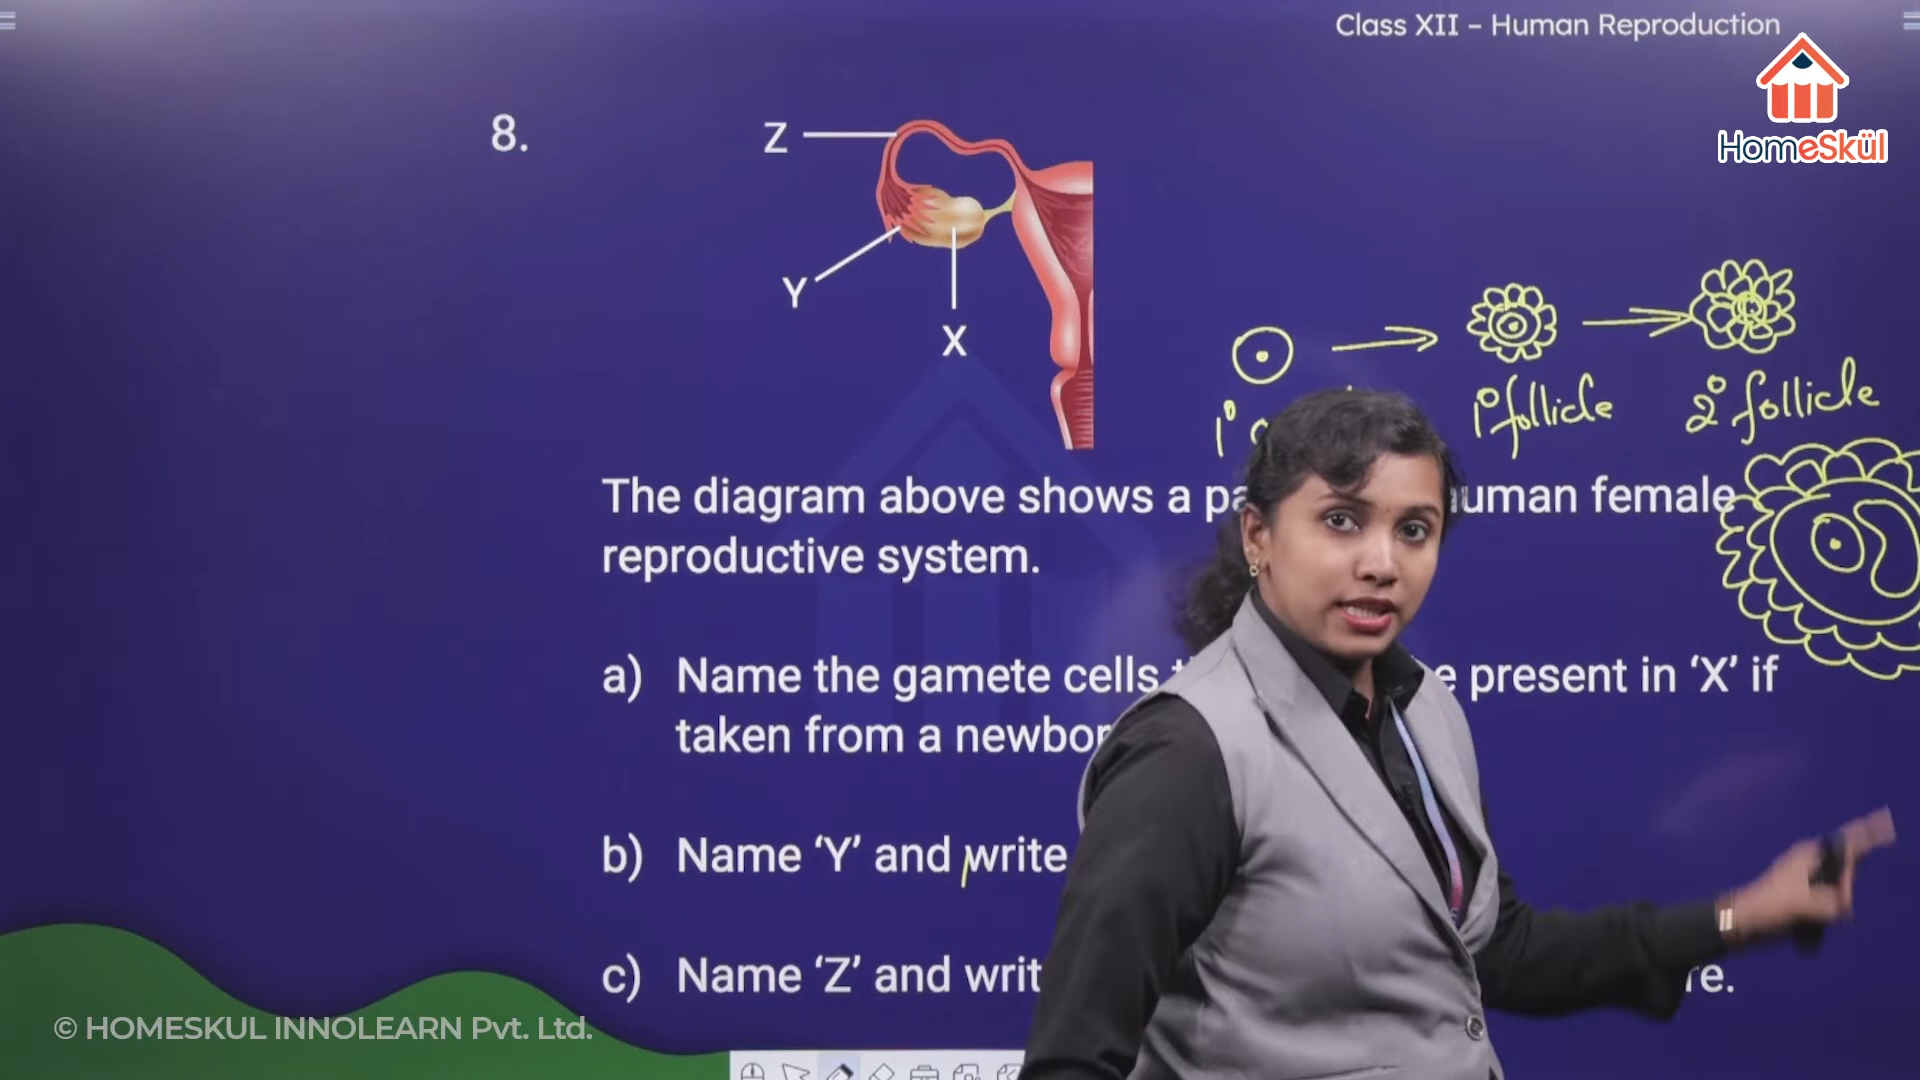 Class XII – Human Reproduction
HomeSkül
8.
Z
Y
X
1°
1° follicle
2° follicle
The diagram above shows a uman female
reproductive system.
a) Name the gamete cells present in ‘X’ if
taken from a newbor
b) Name ‘Y’ and write
c) Name ‘Z’ and writ re.
© HOMESKUL INNOLEARN Pvt. Ltd.